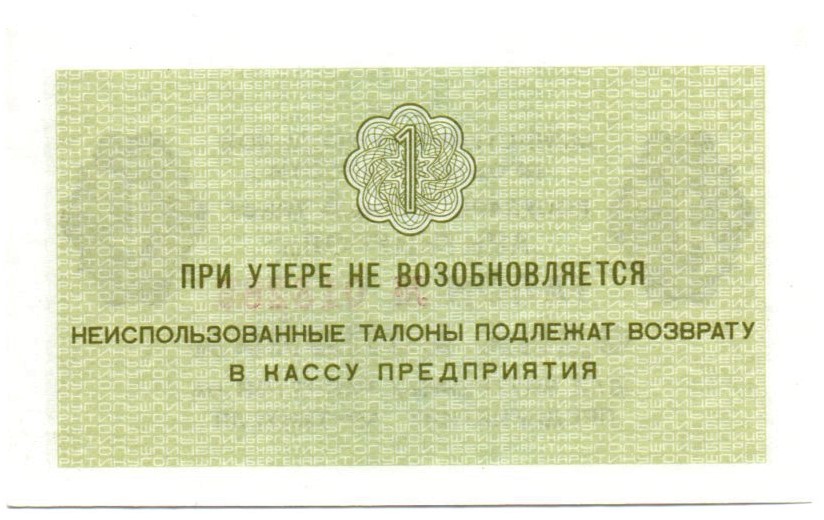 1
ПРИ УТЕРЕ НЕ ВОЗОБНОВЛЯЕТСЯ
НЕИСПОЛЬЗОВАННЫЕ ТАЛОНЫ ПОДЛЕЖАТ ВОЗВРАТУ
В КАССУ ПРЕДПРИЯТИЯ